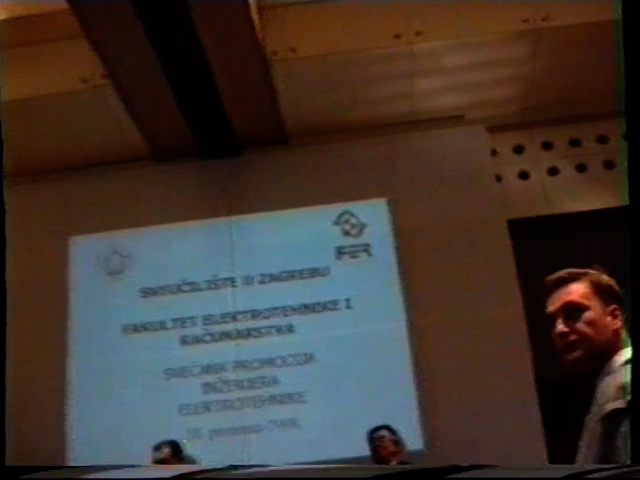 FER
SVEUČILIŠTE U ZAGREBU
FAKULTET ELEKTROTEHNIKE I
RAČUNARSTVA
SVEČANA PROMOCIJA
INŽENJERA
ELEKTROTEHNIKE